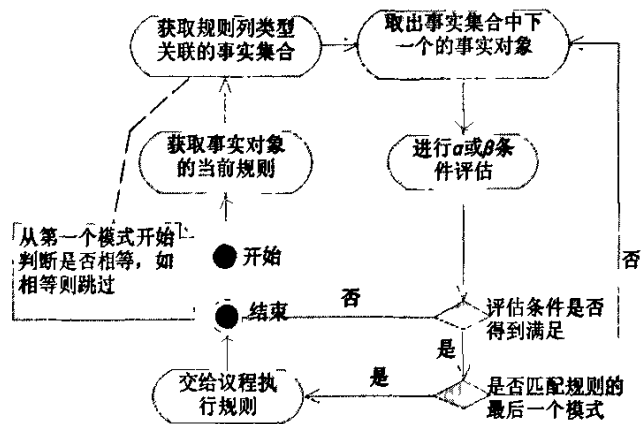 获取规则列类型
关联的事实集合
取出事实集合中下
一个的事实对象
获取事实对象
的当前规则
进行α或β条
件评估
从第一个模式开始
判断是否相等，如
相等则跳过
开始
结束
否
评估条件是否
得到满足
否
是
交给议程执
行规则
是
是否匹配规则的
最后一个模式